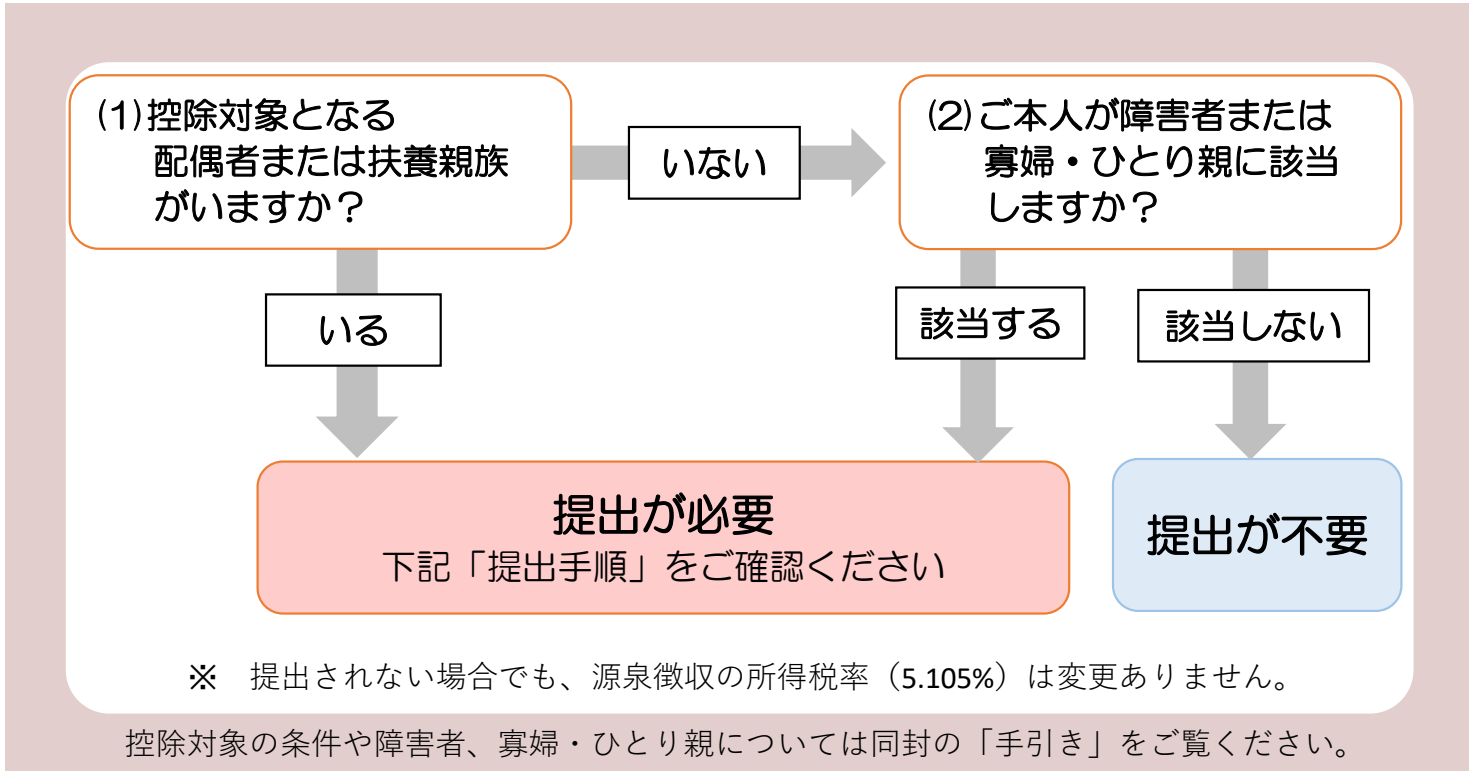 (1)控除対象となる
配偶者または扶養親族
がいますか？
いない
(2)ご本人が障害者または
寡婦・ひとり親に該当
しますか？
いる
該当する
該当しない
提出が必要
下記「提出手順」をご確認ください
提出が不要
※　提出されない場合でも、源泉徴収の所得税率（5.105%）は変更ありません。
控除対象の条件や障害者、寡婦・ひとり親については同封の「手引き」をご覧ください。